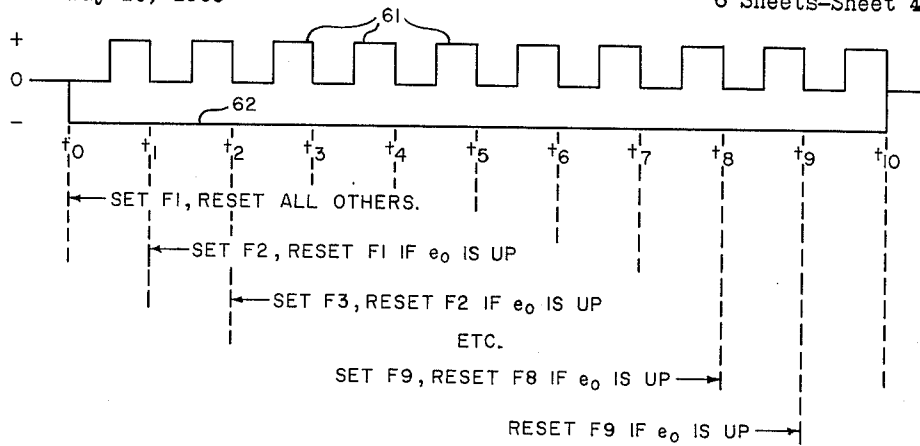 6 Sheets-Sheet 4
61
+
0
62
-
t0 t1 t2 t3 t4 t5 t6 t7 t8 t9 t10
SET F1, RESET ALL OTHERS.
SET F2, RESET F1 IF e0 IS UP
SET F3, RESET F2 IF e0 IS UP
ETC.
SET F9, RESET F8 IF e0 IS UP
RESET F9 IF e0 IS UP